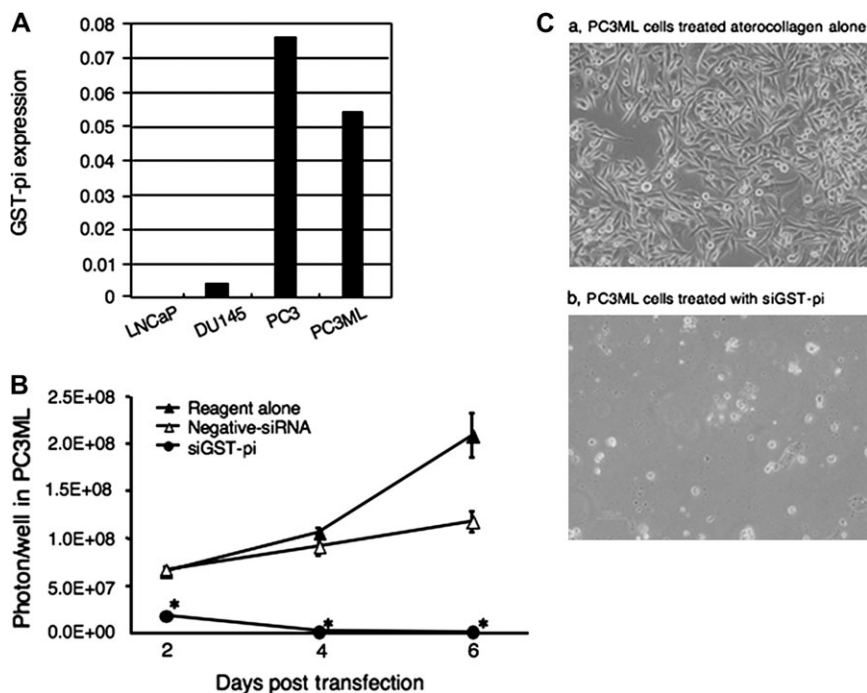 A
GST-pi expression
0.08
0.07
0.06
0.05
0.04
0.03
0.02
0.01
0
LNCaP
DU145
PC3
PC3ML
B
Photon/well in PC3ML
2.5E+08
2.0E+08
1.5E+08
1.0E+08
5.0E+07
0.0E+00
Reagent alone
Negative-siRNA
siGST-pi
*
*
*
2
4
6
Days post transfection
C
a, PC3ML cells treated aterocollagen alone
b, PC3ML cells treated with siGST-pi